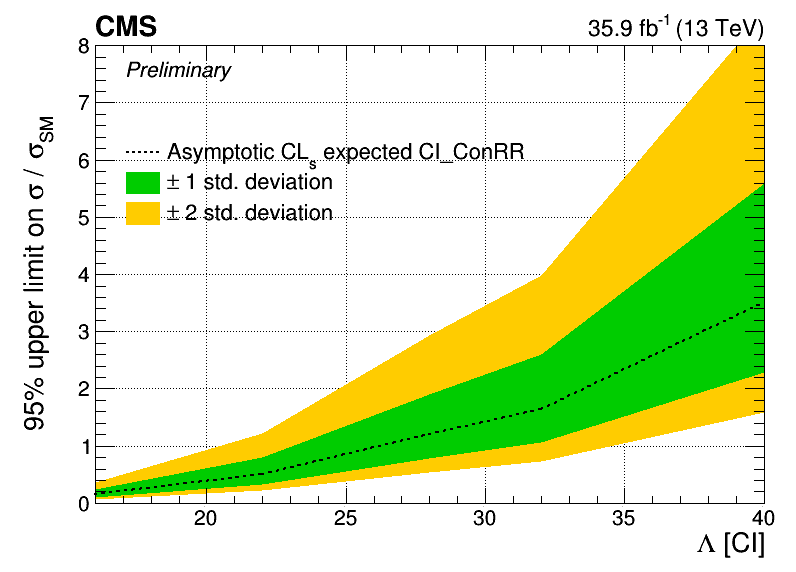 CMS
35.9 fb⁻¹ (13 TeV)
Preliminary
Asymptotic CLₛ expected CI_ConRR
± 1 std. deviation
± 2 std. deviation
95% upper limit on σ / σ_SM
8
7
6
5
4
3
2
1
0
20
25
30
35
40
Λ [CI]